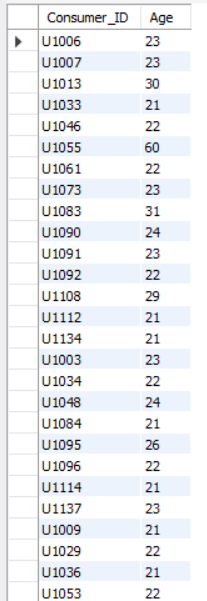 Consumer_ID Age
U1006 23
U1007 23
U1013 30
U1033 21
U1046 22
U1055 60
U1061 22
U1073 23
U1083 31
U1090 24
U1091 23
U1092 22
U1108 29
U1112 21
U1134 21
U1003 23
U1034 22
U1048 24
U1084 21
U1095 26
U1096 22
U1114 21
U1137 23
U1009 21
U1029 22
U1036 21
U1053 22